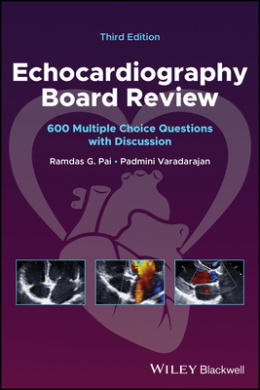 Third Edition
Echocardiography
Board Review
600 Multiple Choice Questions
with Discussion
Ramdas G. Pai • Padmini Varadarajan
WILEY Blackwell